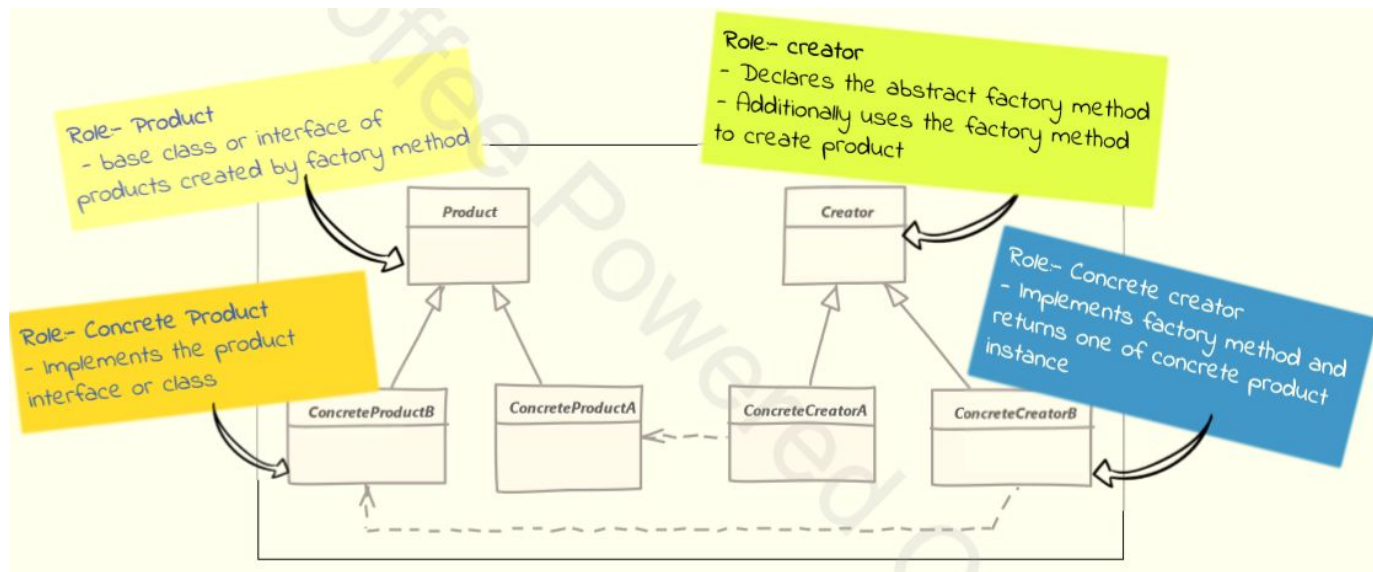 offee Powered C
Role:- Product
- base class or interface of
products created by factory method
Role:- creator
- Declares the abstract factory method
- Additionally uses the factory method
to create product
Product
Creator
Role:- Concrete Product
- Implements the product
interface or class
Role:- Concrete creator
- Implements factory method and
returns one of concrete product
instance
ConcreteProductB
ConcreteProductA
ConcreteCreatorA
ConcreteCreatorB